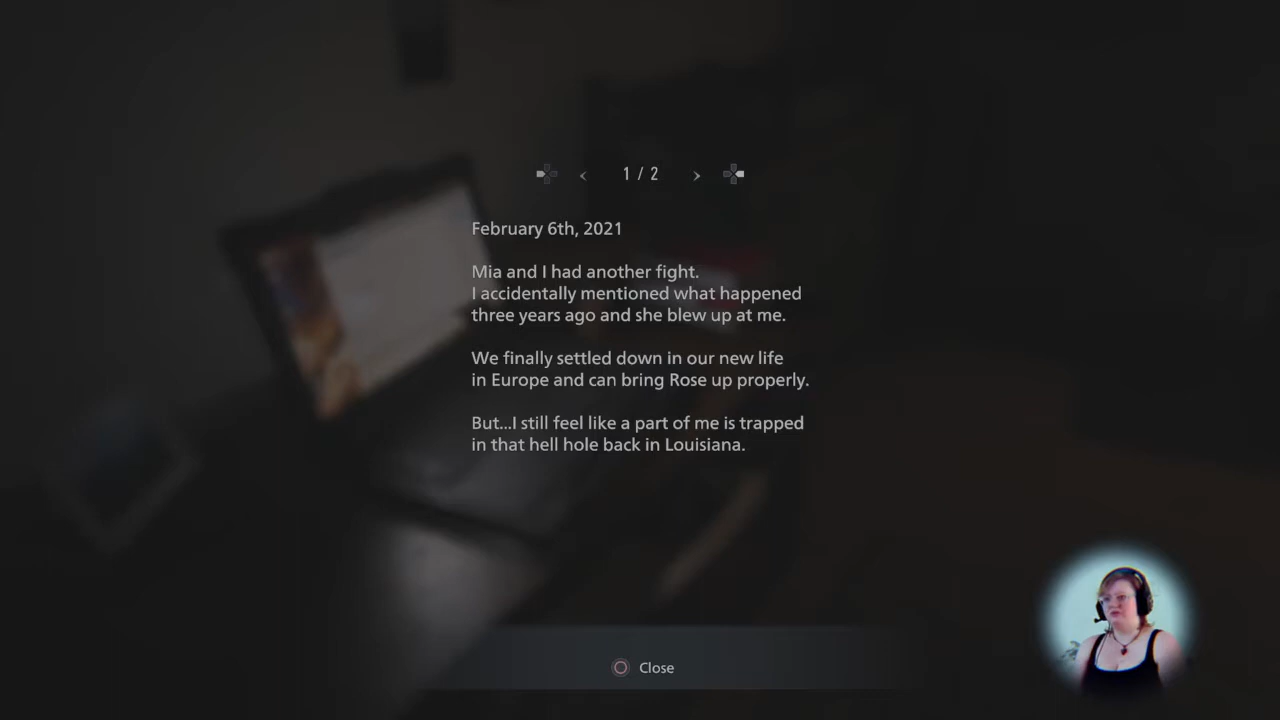 1 / 2
February 6th, 2021
Mia and I had another fight.
I accidentally mentioned what happened
three years ago and she blew up at me.
We finally settled down in our new life
in Europe and can bring Rose up properly.
But...I still feel like a part of me is trapped
in that hell hole back in Louisiana.
Close